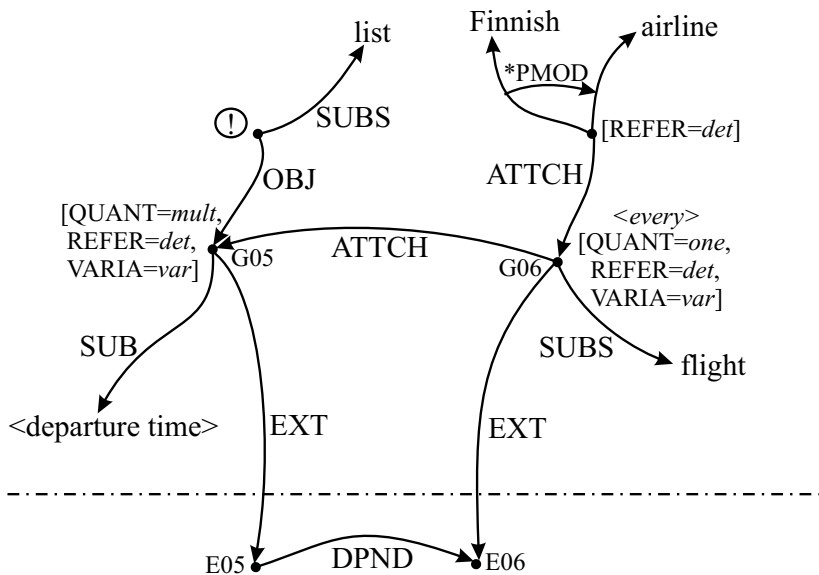 list
Finnish
airline
*PMOD
!
SUBS
[REFER=det]
OBJ
ATTCH
[QUANT=mult,
REFER=det,
VARIA=var]
G05
ATTCH
<every>
[QUANT=one,
REFER=det,
VARIA=var]
G06
SUB
SUBS
flight
<departure time>
EXT
EXT
E05
DPND
E06